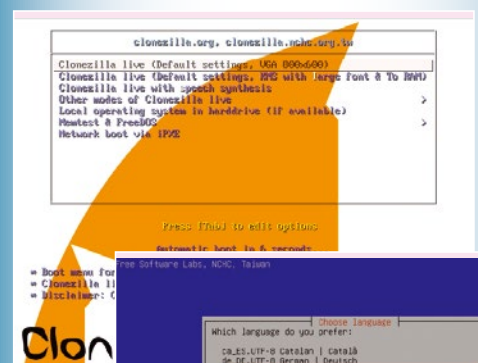 clonezilla.org, clonezilla.nchc.org.tw
Clonezilla live (Default settings, VGA 800x600)
Clonezilla live (Default settings, KMS with large font & To RAM)
Clonezilla live with speech synthesis
Other modes of Clonezilla live >
Local operating system in harddrive (if available)
Memtest & FreeDOS >
Network boot via iPXE
Press [Tab] to edit options
Automatic boot in 6 seconds
* Boot menu for
* Clonezilla li
* Disclaimer: C
Clon
Free Software Labs, NCHC, Taiwan
Choose language
Which language do you prefer:
ca_ES.UTF-8 Catalan | Català
de_DE.UTF-8 German | Deutsch